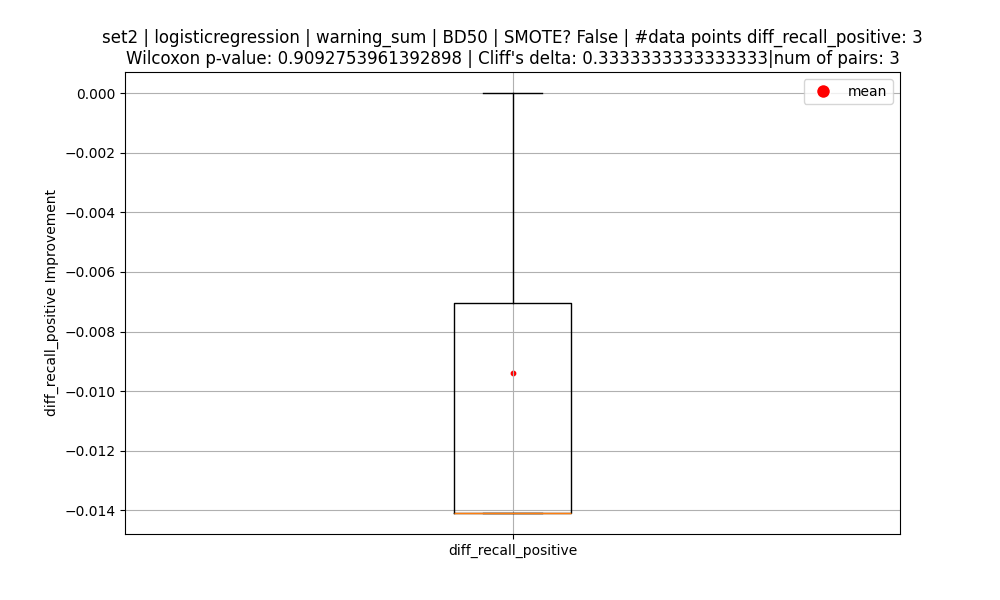 set2 | logisticregression | warning_sum | BD50 | SMOTE? False | #data points diff_recall_positive: 3
Wilcoxon p-value: 0.9092753961392898 | Cliff's delta: 0.3333333333333333|num of pairs: 3
mean
0.000
−0.002
−0.004
−0.006
−0.008
−0.010
−0.012
−0.014
diff_recall_positive Improvement
diff_recall_positive